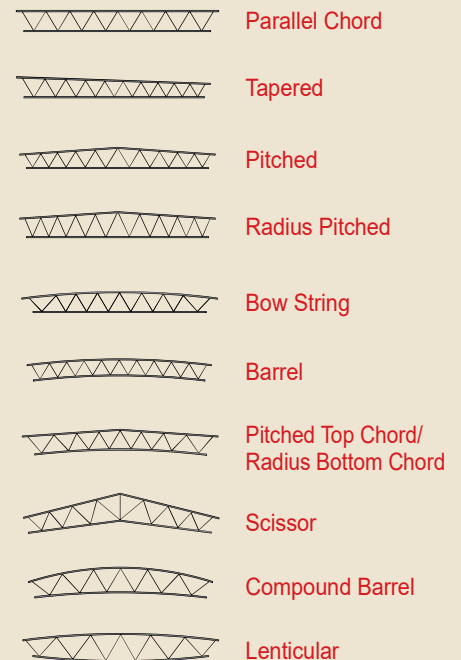 Parallel Chord
Tapered
Pitched
Radius Pitched
Bow String
Barrel
Pitched Top Chord/
Radius Bottom Chord
Scissor
Compound Barrel
Lenticular